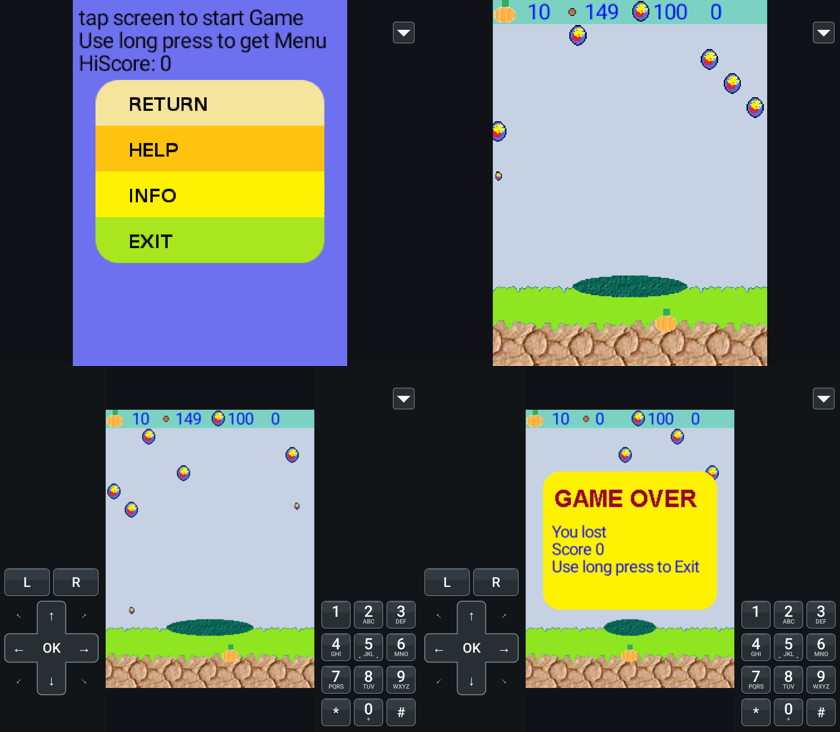 tap screen to start Game
Use long press to get Menu
HiScore: 0
RETURN
HELP
INFO
EXIT
10 149 100 0
10 149 100 0
L R
↑
← OK →
↓
1 2 ABC 3 DEF
4 GHI 5 JKL 6 MNO
7 PQRS 8 TUV 9 WXYZ
* 0 + #
10 0 100 0
GAME OVER
You lost
Score 0
Use long press to Exit
L R
↑
← OK →
↓
1 2 ABC 3 DEF
4 GHI 5 JKL 6 MNO
7 PQRS 8 TUV 9 WXYZ
* 0 + #